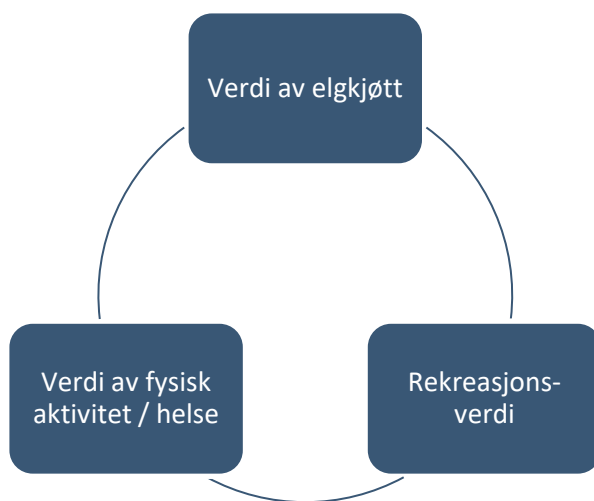 Verdi av elgkjøtt
Verdi av fysisk
aktivitet / helse
Rekreasjons-
verdi